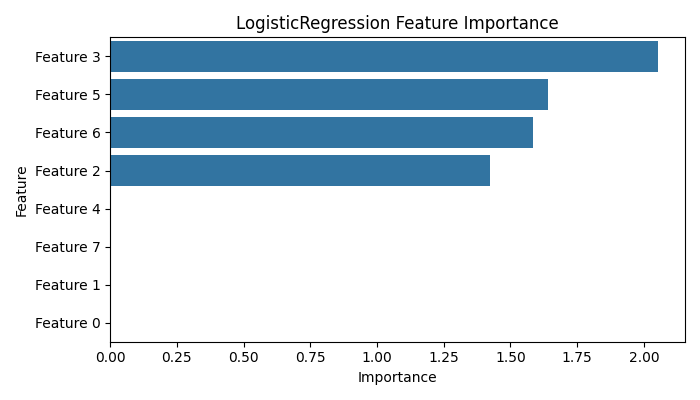 LogisticRegression Feature Importance
Feature 3
Feature 5
Feature 6
Feature 2
Feature 4
Feature 7
Feature 1
Feature 0
Feature
0.00 0.25 0.50 0.75 1.00 1.25 1.50 1.75 2.00
Importance